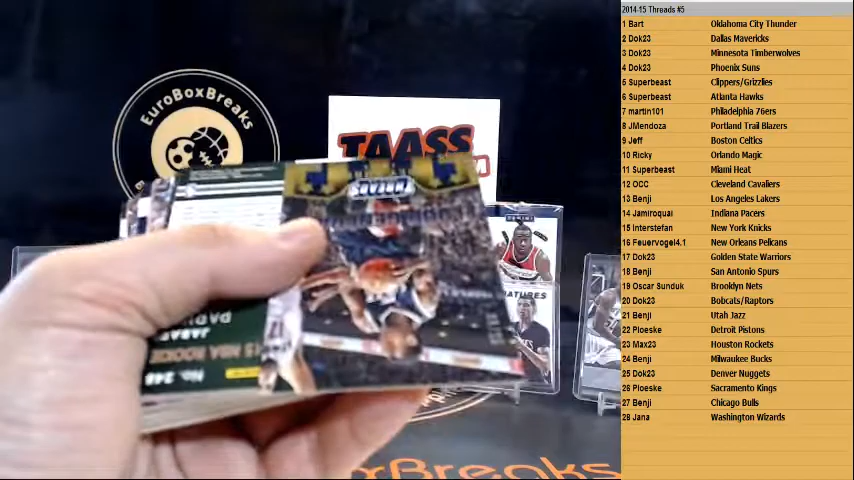 EuroBoxBreaks
TAASS
THREADS
ATURES
No. 248
xBreaks
2014-15 Threads #5
1 Bart Oklahoma City Thunder
2 Dok23 Dallas Mavericks
3 Dok23 Minnesota Timberwolves
4 Dok23 Phoenix Suns
5 Superbeast Clippers/Grizzlies
6 Superbeast Atlanta Hawks
7 martin101 Philadelphia 76ers
8 JMendoza Portland Trail Blazers
9 Jeff Boston Celtics
10 Ricky Orlando Magic
11 Superbeast Miami Heat
12 OCC Cleveland Cavaliers
13 Benji Los Angeles Lakers
14 Jamiroquai Indiana Pacers
15 Interstefan New York Knicks
16 Feuervogel4.1 New Orleans Pelicans
17 Dok23 Golden State Warriors
18 Benji San Antonio Spurs
19 Oscar Sunduk Brooklyn Nets
20 Dok23 Bobcats/Raptors
21 Benji Utah Jazz
22 Ploeske Detroit Pistons
23 Max23 Houston Rockets
24 Benji Milwaukee Bucks
25 Dok23 Denver Nuggets
26 Ploeske Sacramento Kings
27 Benji Chicago Bulls
28 Jana Washington Wizards